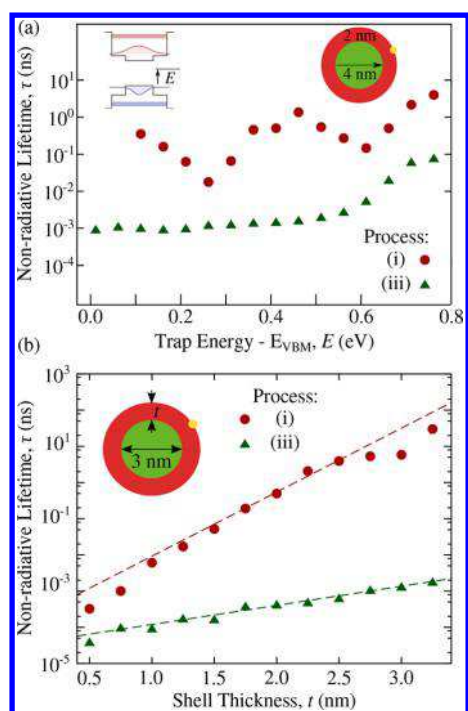 (a)
E
2 nm
4 nm
Non-radiative Lifetime, τ (ns)
10¹
10⁰
10⁻¹
10⁻²
10⁻³
10⁻⁴
Process:
(i)
(iii)
0.0 0.2 0.4 0.6 0.8
Trap Energy - E_VBM, E (eV)
(b)
Non-radiative Lifetime, τ (ns)
10³
10¹
10⁻¹
10⁻³
10⁻⁵
t
3 nm
Process:
(i)
(iii)
0.5 1.0 1.5 2.0 2.5 3.0
Shell Thickness, t (nm)